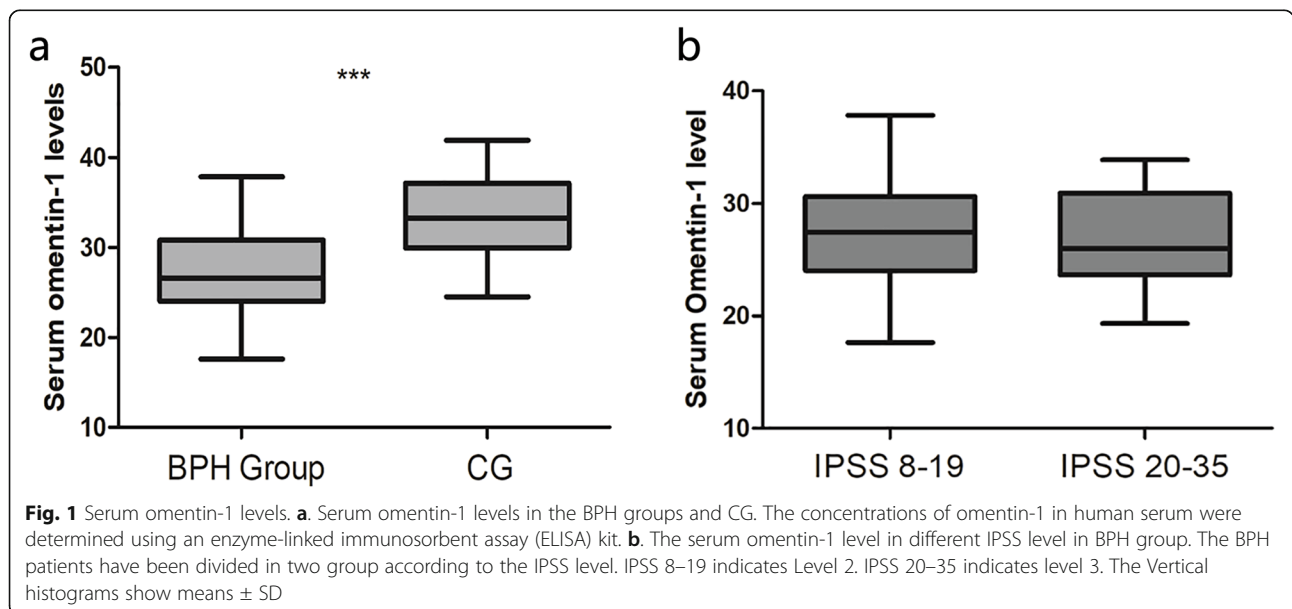 a
50
40
30
20
10
Serum omentin-1 levels
***
BPH Group
CG
b
40
30
20
10
Serum Omentin-1 level
IPSS 8-19
IPSS 20-35
Fig. 1 Serum omentin-1 levels. a. Serum omentin-1 levels in the BPH groups and CG. The concentrations of omentin-1 in human serum were
determined using an enzyme-linked immunosorbent assay (ELISA) kit. b. The serum omentin-1 level in different IPSS level in BPH group. The BPH
patients have been divided in two group according to the IPSS level. IPSS 8–19 indicates Level 2. IPSS 20–35 indicates level 3. The Vertical
histograms show means ± SD